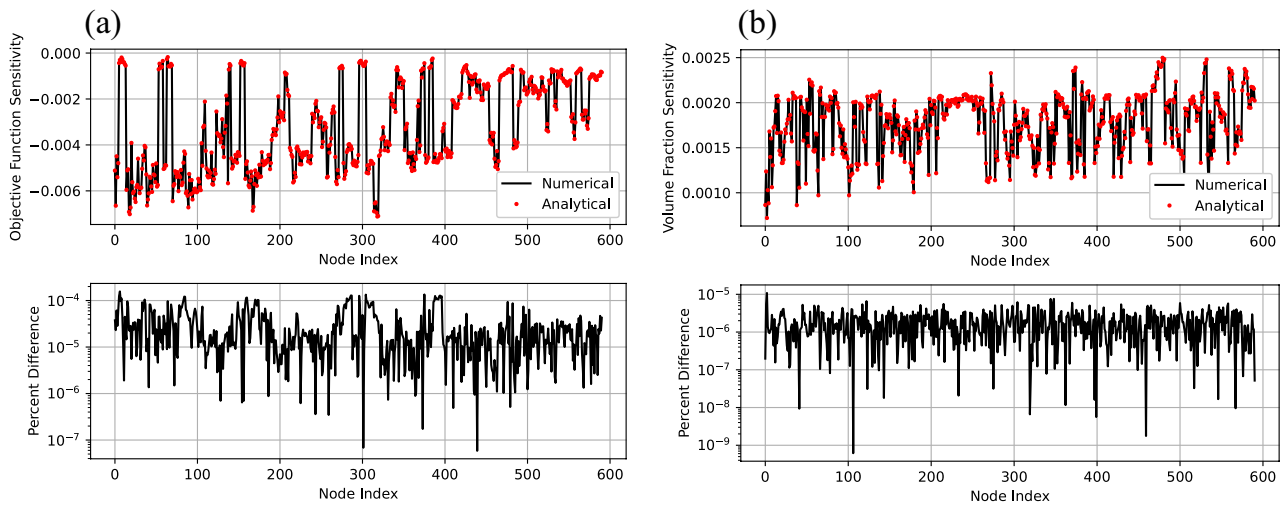 (a)
Objective Function Sensitivity
0.000
−0.002
−0.004
−0.006
Numerical
Analytical
0 100 200 300 400 500 600
Node Index
Percent Difference
10⁻⁴
10⁻⁵
10⁻⁶
10⁻⁷
0 100 200 300 400 500 600
Node Index
(b)
Volume Fraction Sensitivity
0.0025
0.0020
0.0015
0.0010
Numerical
Analytical
0 100 200 300 400 500 600
Node Index
Percent Difference
10⁻⁵
10⁻⁶
10⁻⁷
10⁻⁸
10⁻⁹
0 100 200 300 400 500 600
Node Index